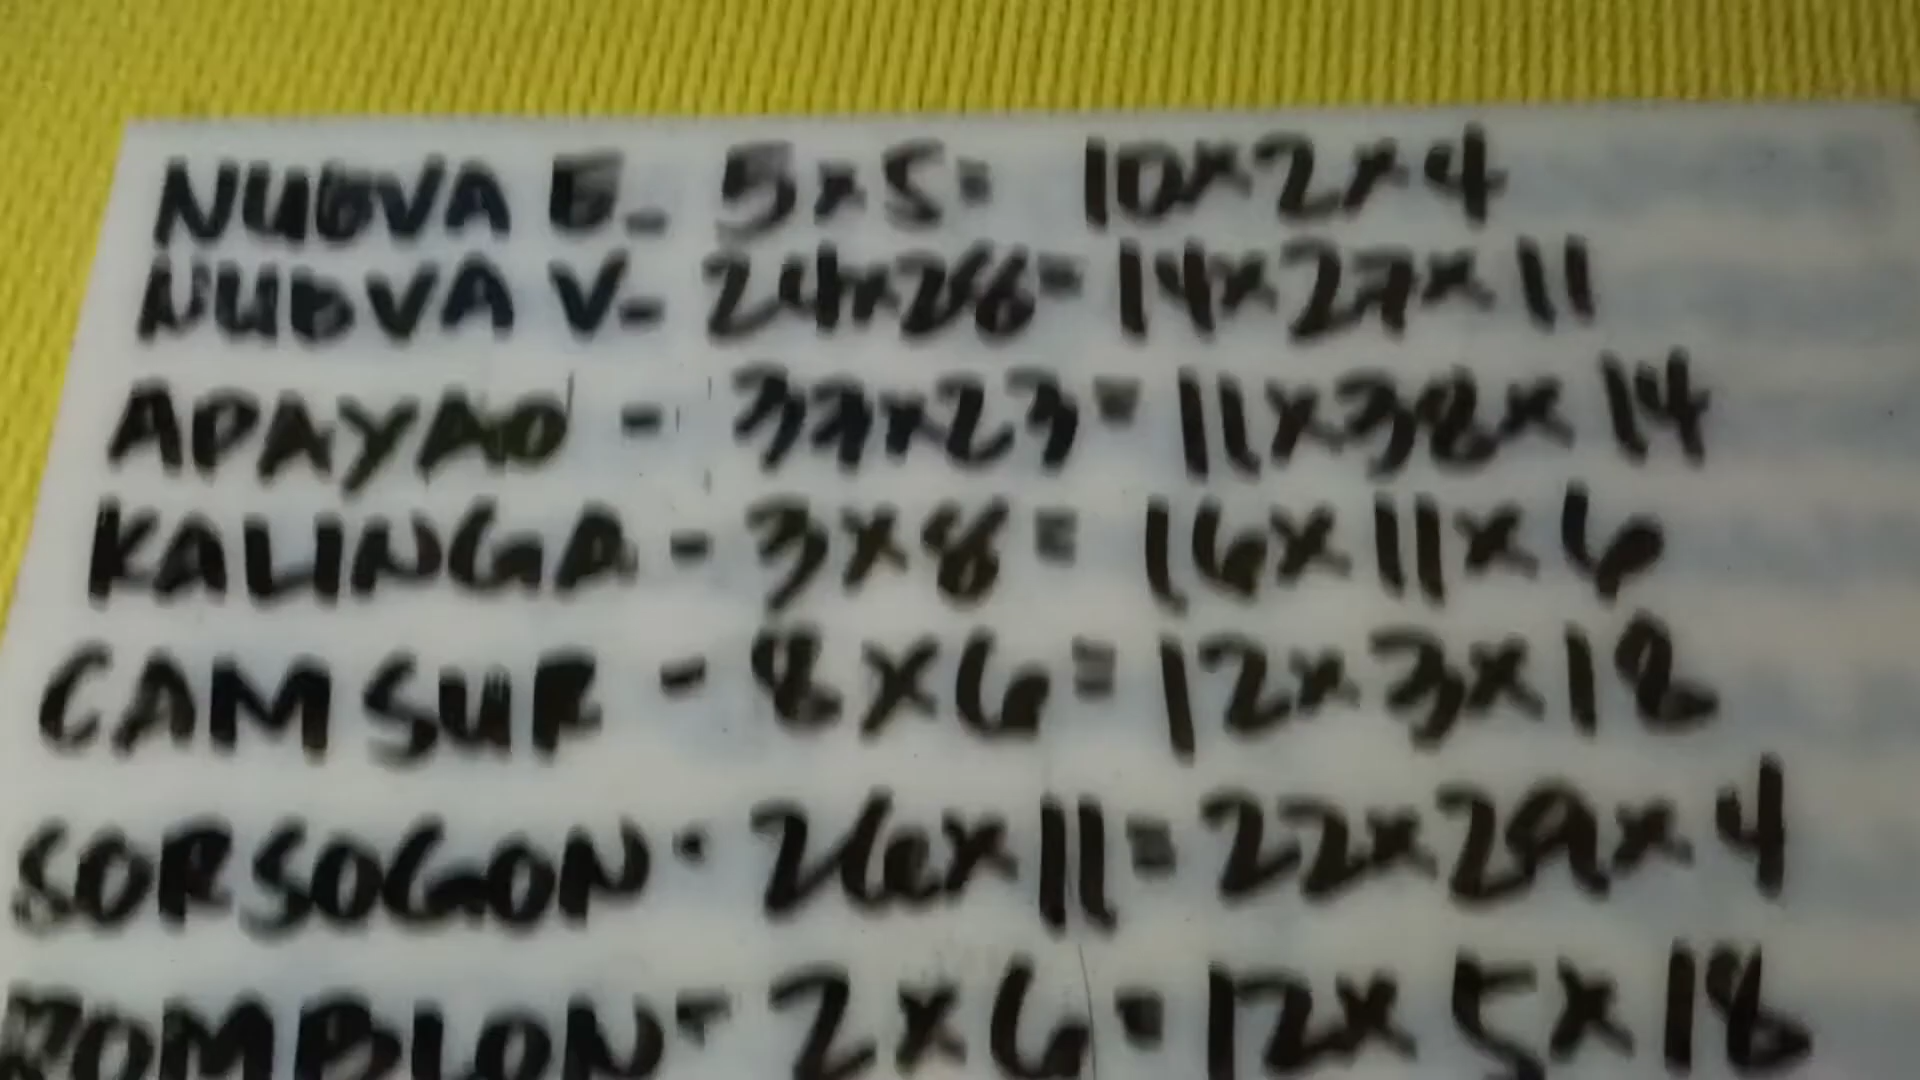 NUEVA E- 5x5= 10x2x4
NUEVA V- 24x26= 14x27x11
APAYAO - 37x23= 11x38x14
KALINGA - 3x8= 16x11x6
CAM SUR - 8x6= 12x3x18
SORSOGON - 26x11= 22x29x4
ROMBLON - 2x6= 12x5x18